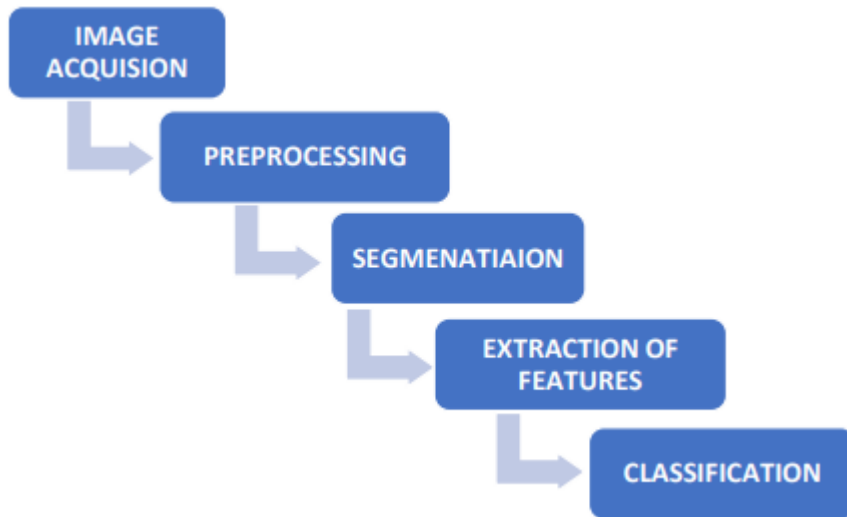 IMAGE
ACQUISION
PREPROCESSING
SEGMENATIAION
EXTRACTION OF
FEATURES
CLASSIFICATION